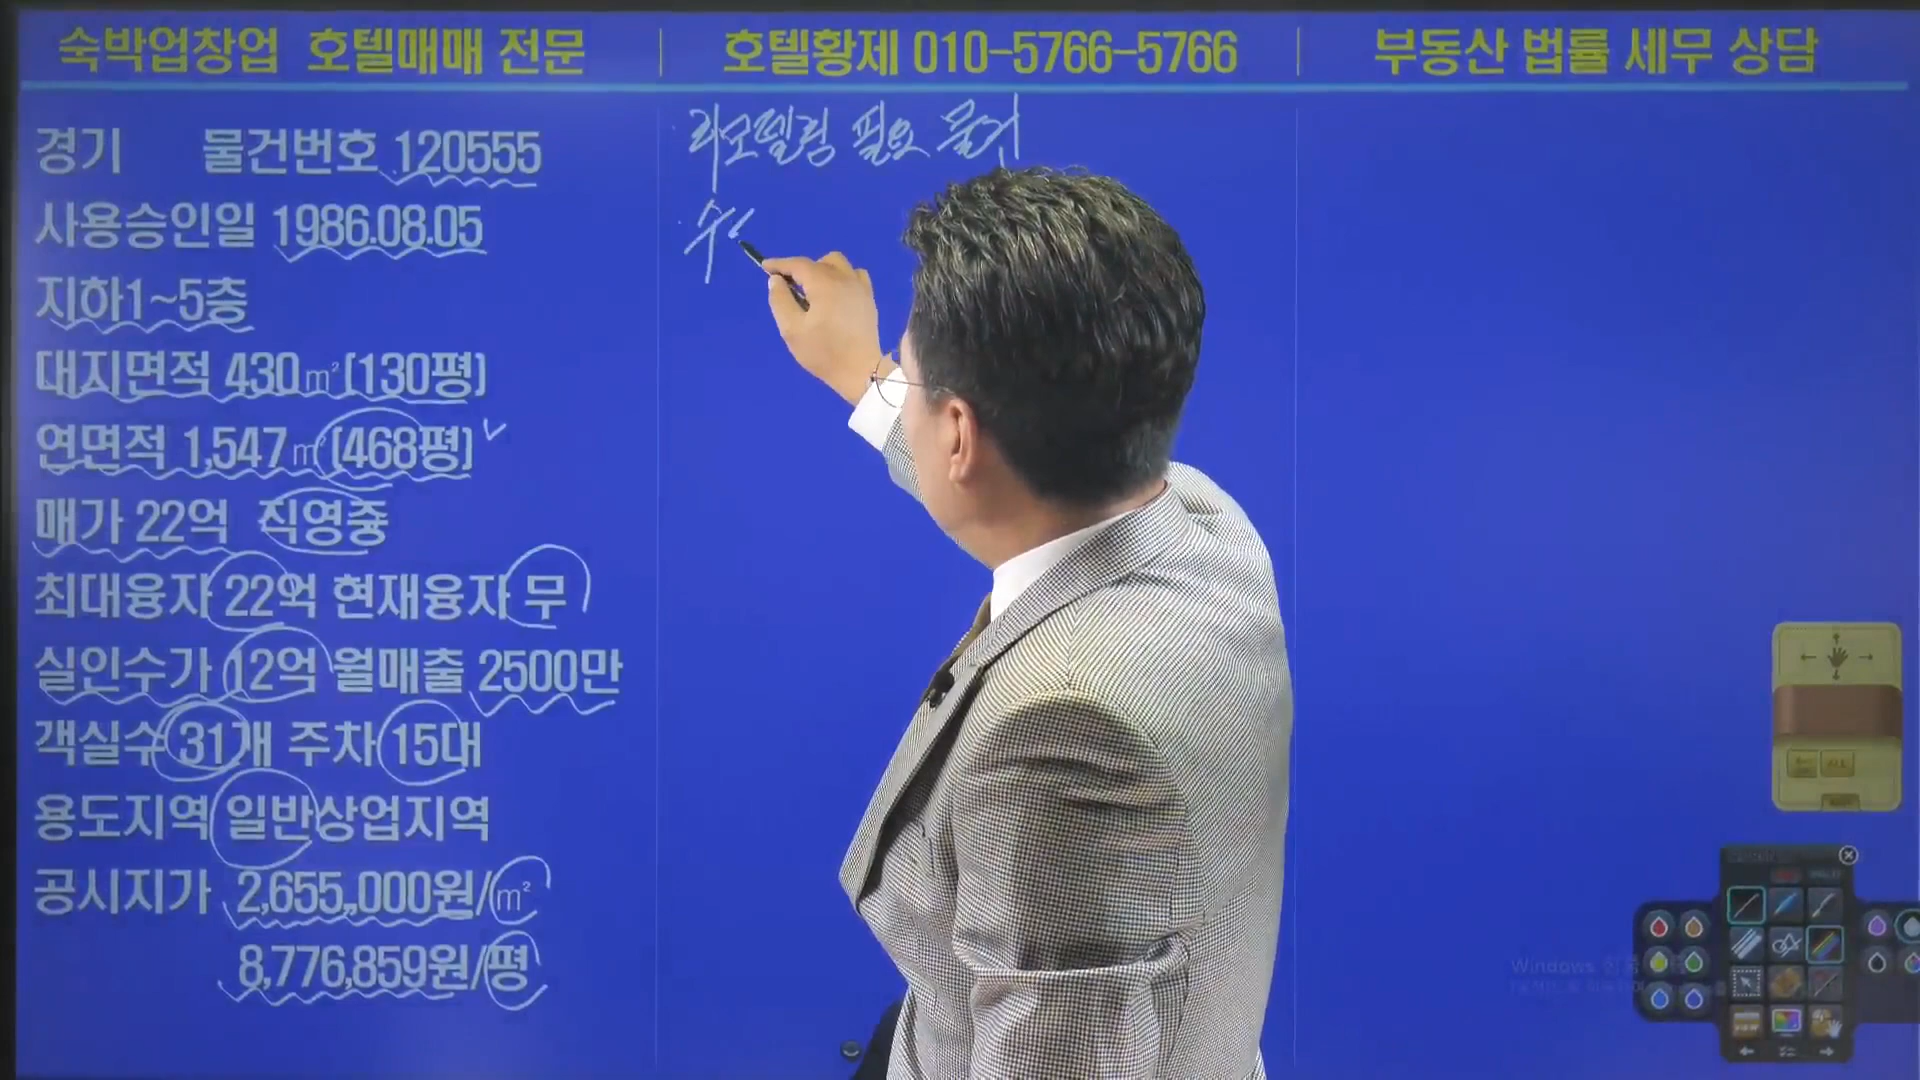 숙박업창업 호텔매매 전문
호텔황제 010-5766-5766
부동산 법률 세무 상담
경기 물건번호 120555
사용승인일 1986.08.05
지하1~5층
대지면적 430㎡(130평)
연면적 1,547㎡(468평)
매가 22억 직영중
최대융자 22억 현재융자 무
실인수가 12억 월매출 2500만
객실수 31개 주차 15대
용도지역 일반상업지역
공시지가 2,655,000원/㎡
8,776,859원/평
리모델링 필요 물건
수
ALL
Windows